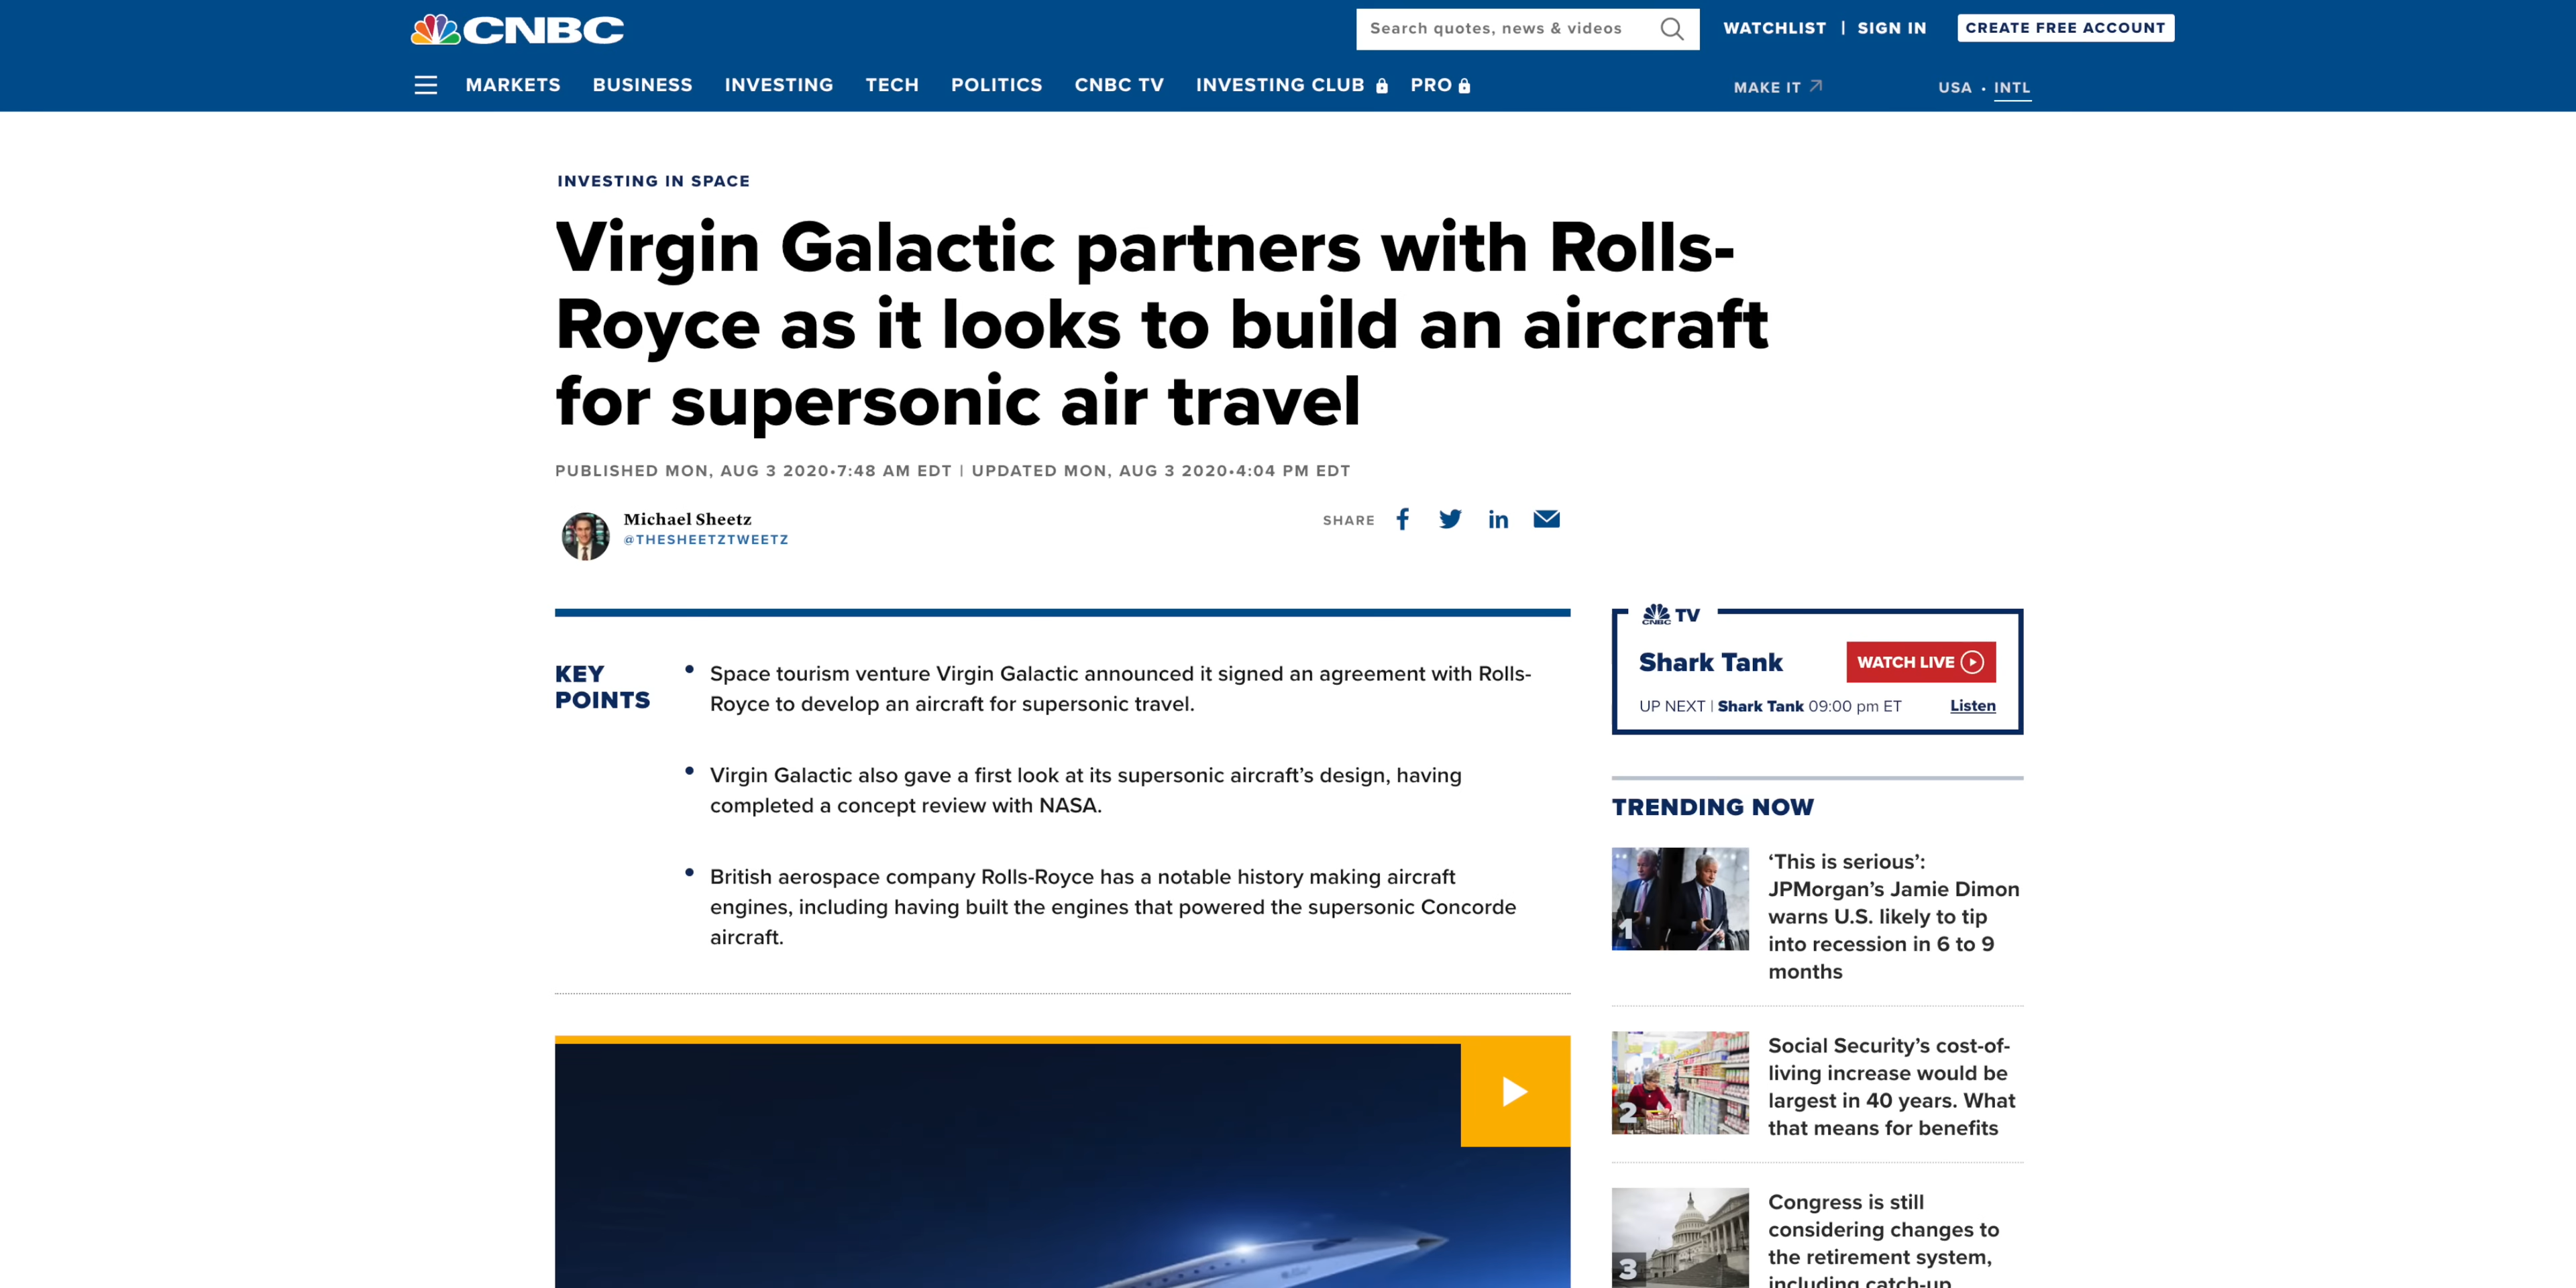 CNBC
Search quotes, news & videos
WATCHLIST | SIGN IN
CREATE FREE ACCOUNT
MARKETS BUSINESS INVESTING TECH POLITICS CNBC TV INVESTING CLUB PRO
MAKE IT
USA • INTL
INVESTING IN SPACE
Virgin Galactic partners with Rolls-
Royce as it looks to build an aircraft
for supersonic air travel
PUBLISHED MON, AUG 3 2020•7:48 AM EDT | UPDATED MON, AUG 3 2020•4:04 PM EDT
Michael Sheetz
@THESHEETZTWEETZ
SHARE
KEY
POINTS
• Space tourism venture Virgin Galactic announced it signed an agreement with Rolls-
Royce to develop an aircraft for supersonic travel.
• Virgin Galactic also gave a first look at its supersonic aircraft’s design, having
completed a concept review with NASA.
• British aerospace company Rolls-Royce has a notable history making aircraft
engines, including having built the engines that powered the supersonic Concorde
aircraft.
CNBC TV
Shark Tank
WATCH LIVE
UP NEXT | Shark Tank 09:00 pm ET
Listen
TRENDING NOW
1
‘This is serious’:
JPMorgan’s Jamie Dimon
warns U.S. likely to tip
into recession in 6 to 9
months
2
Social Security’s cost-of-
living increase would be
largest in 40 years. What
that means for benefits
3
Congress is still
considering changes to
the retirement system,
including catch-up